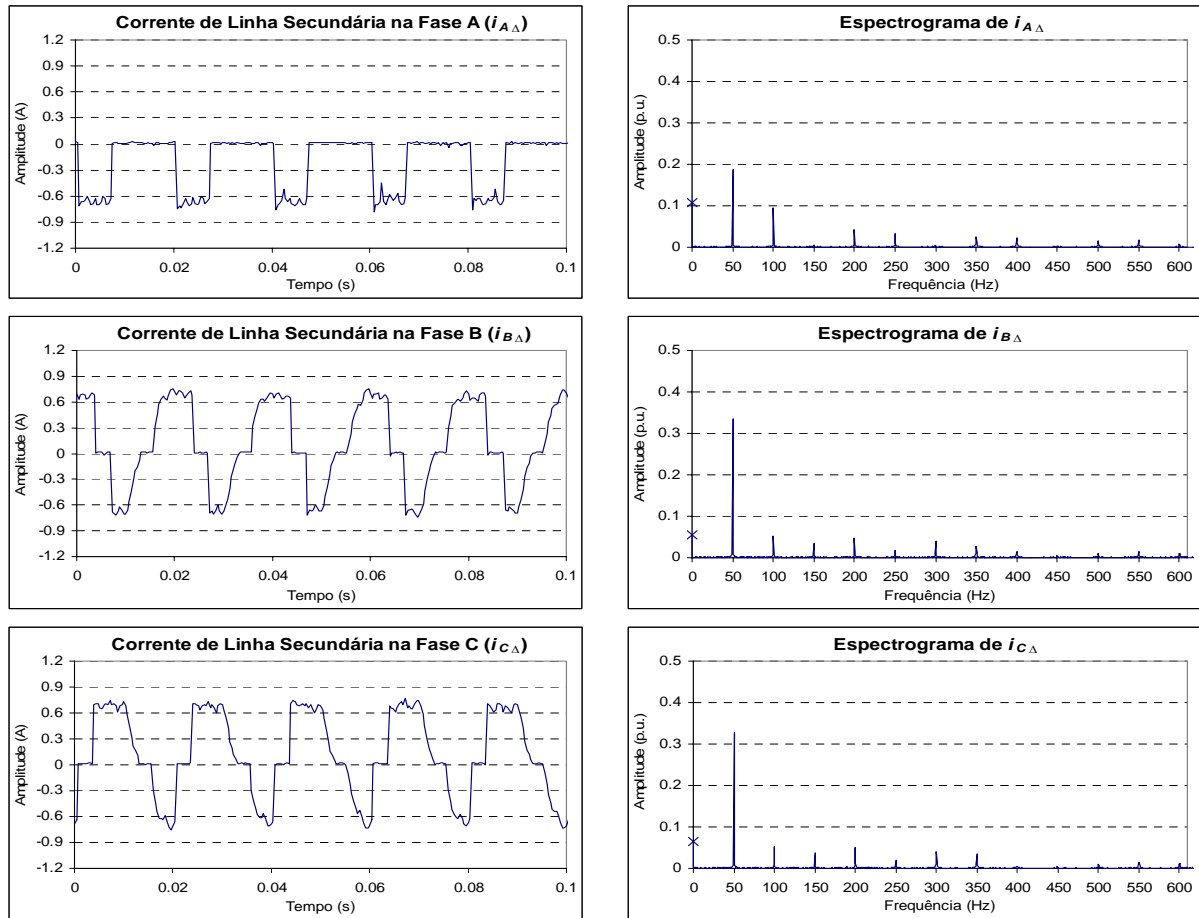 Corrente de Linha Secundária na Fase A (i A Δ)
1.2
0.9
0.6
0.3
0
-0.3
-0.6
-0.9
-1.2
Amplitude (A)
0 0.02 0.04 0.06 0.08 0.1
Tempo (s)
Espectrograma de i A Δ
0.5
0.4
0.3
0.2
0.1
0
Amplitude (p.u.)
0 50 100 150 200 250 300 350 400 450 500 550 600
Frequência (Hz)
Corrente de Linha Secundária na Fase B (i B Δ)
1.2
0.9
0.6
0.3
0
-0.3
-0.6
-0.9
-1.2
Amplitude (A)
0 0.02 0.04 0.06 0.08 0.1
Tempo (s)
Espectrograma de i B Δ
0.5
0.4
0.3
0.2
0.1
0
Amplitude (p.u.)
0 50 100 150 200 250 300 350 400 450 500 550 600
Frequência (Hz)
Corrente de Linha Secundária na Fase C (i C Δ)
1.2
0.9
0.6
0.3
0
-0.3
-0.6
-0.9
-1.2
Amplitude (A)
0 0.02 0.04 0.06 0.08 0.1
Tempo (s)
Espectrograma de i C Δ
0.5
0.4
0.3
0.2
0.1
0
Amplitude (p.u.)
0 50 100 150 200 250 300 350 400 450 500 550 600
Frequência (Hz)